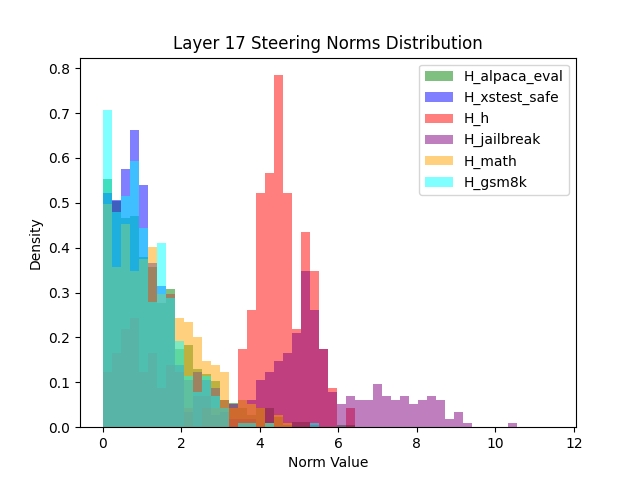 Layer 17 Steering Norms Distribution
H_alpaca_eval
H_xstest_safe
H_h
H_jailbreak
H_math
H_gsm8k
Density
0.8
0.7
0.6
0.5
0.4
0.3
0.2
0.1
0.0
0 2 4 6 8 10 12
Norm Value